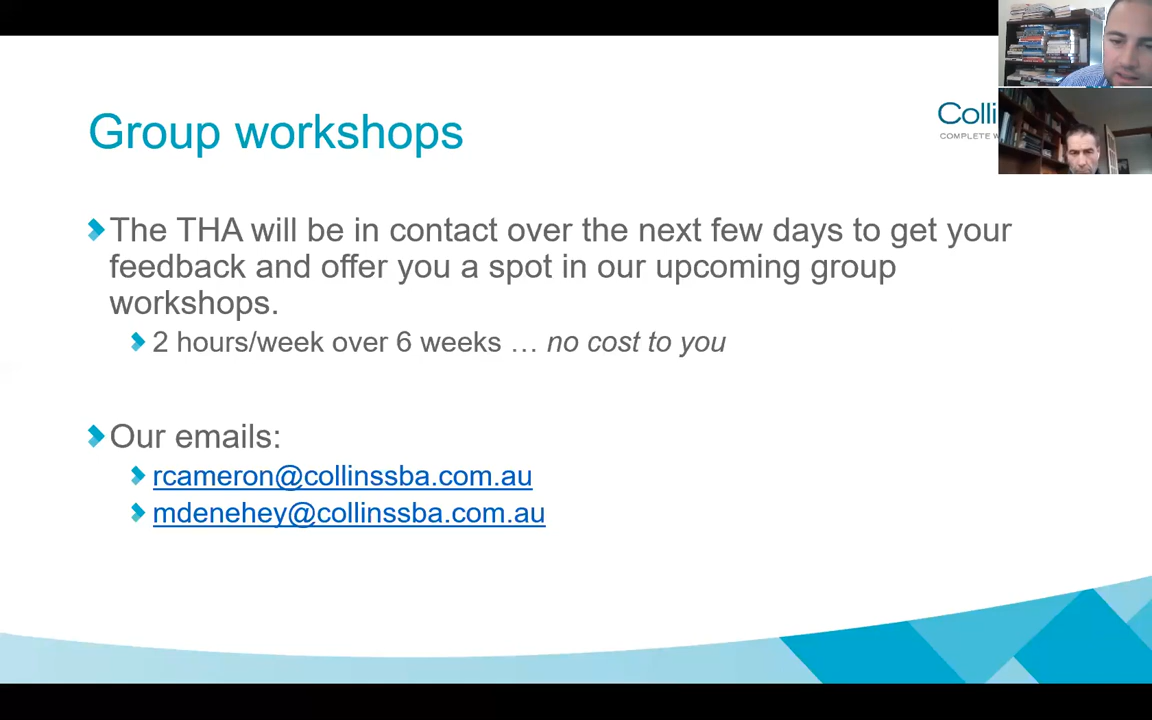 Group workshops
The THA will be in contact over the next few days to get your
feedback and offer you a spot in our upcoming group
workshops.
2 hours/week over 6 weeks … no cost to you
Our emails:
rcameron@collinssba.com.au
mdenehey@collinssba.com.au
COMPLETE